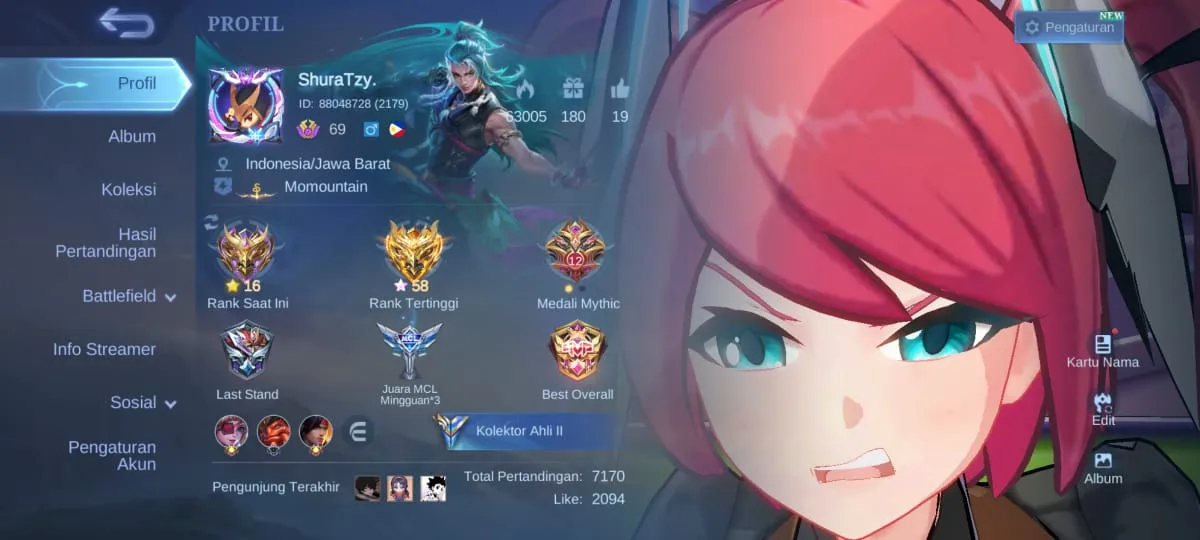 PROFIL
NEW
Pengaturan
Profil
Album
Koleksi
Hasil
Pertandingan
Battlefield
Info Streamer
Sosial
Pengaturan
Akun
ShuraTzy.
ID: 88048728 (2179)
69
63005 180 19
Indonesia/Jawa Barat
Momountain
16
Rank Saat Ini
58
Rank Tertinggi
12
Medali Mythic
Last Stand
MCL
Juara MCL
Mingguan*3
Best Overall
Kolektor Ahli II
Pengunjung Terakhir
Total Pertandingan: 7170
Like: 2094
Kartu Nama
Edit
Album